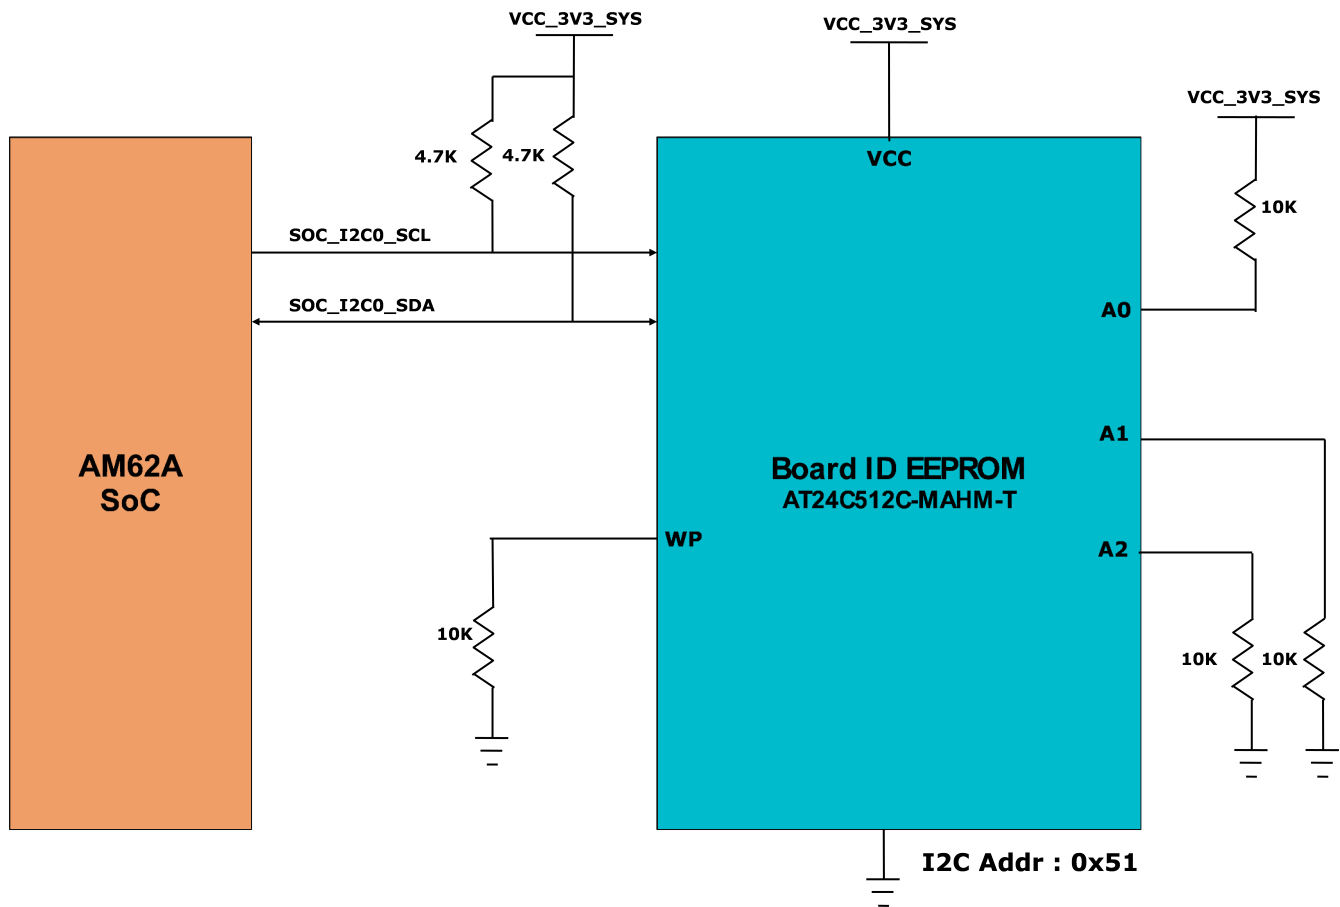 VCC_3V3_SYS
VCC_3V3_SYS
VCC_3V3_SYS
4.7K
4.7K
VCC
10K
SOC_I2C0_SCL
SOC_I2C0_SDA
A0
A1
AM62A
SoC
Board ID EEPROM
AT24C512C-MAHM-T
WP
A2
10K
10K
10K
I2C Addr : 0x51